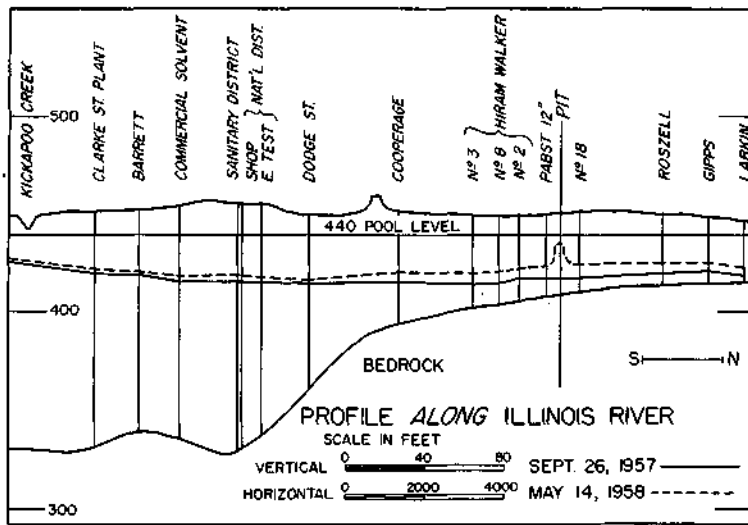 500
400
300
KICKAPOO CREEK
CLARKE ST. PLANT
BARRETT
COMMERCIAL SOLVENT
SANITARY DISTRICT
SHOP } NAT'L DIST.
E. TEST
DODGE ST.
COOPERAGE
Nº 3
Nº 8 } HIRAM WALKER
Nº 2
PABST 12"
PIT
Nº 18
ROSZELL
GIPPS
LARKIN
440 POOL LEVEL
BEDROCK
S N
PROFILE ALONG ILLINOIS RIVER
SCALE IN FEET
VERTICAL 0 40 80 SEPT. 26, 1957
HORIZONTAL 0 2000 4000 MAY 14, 1958